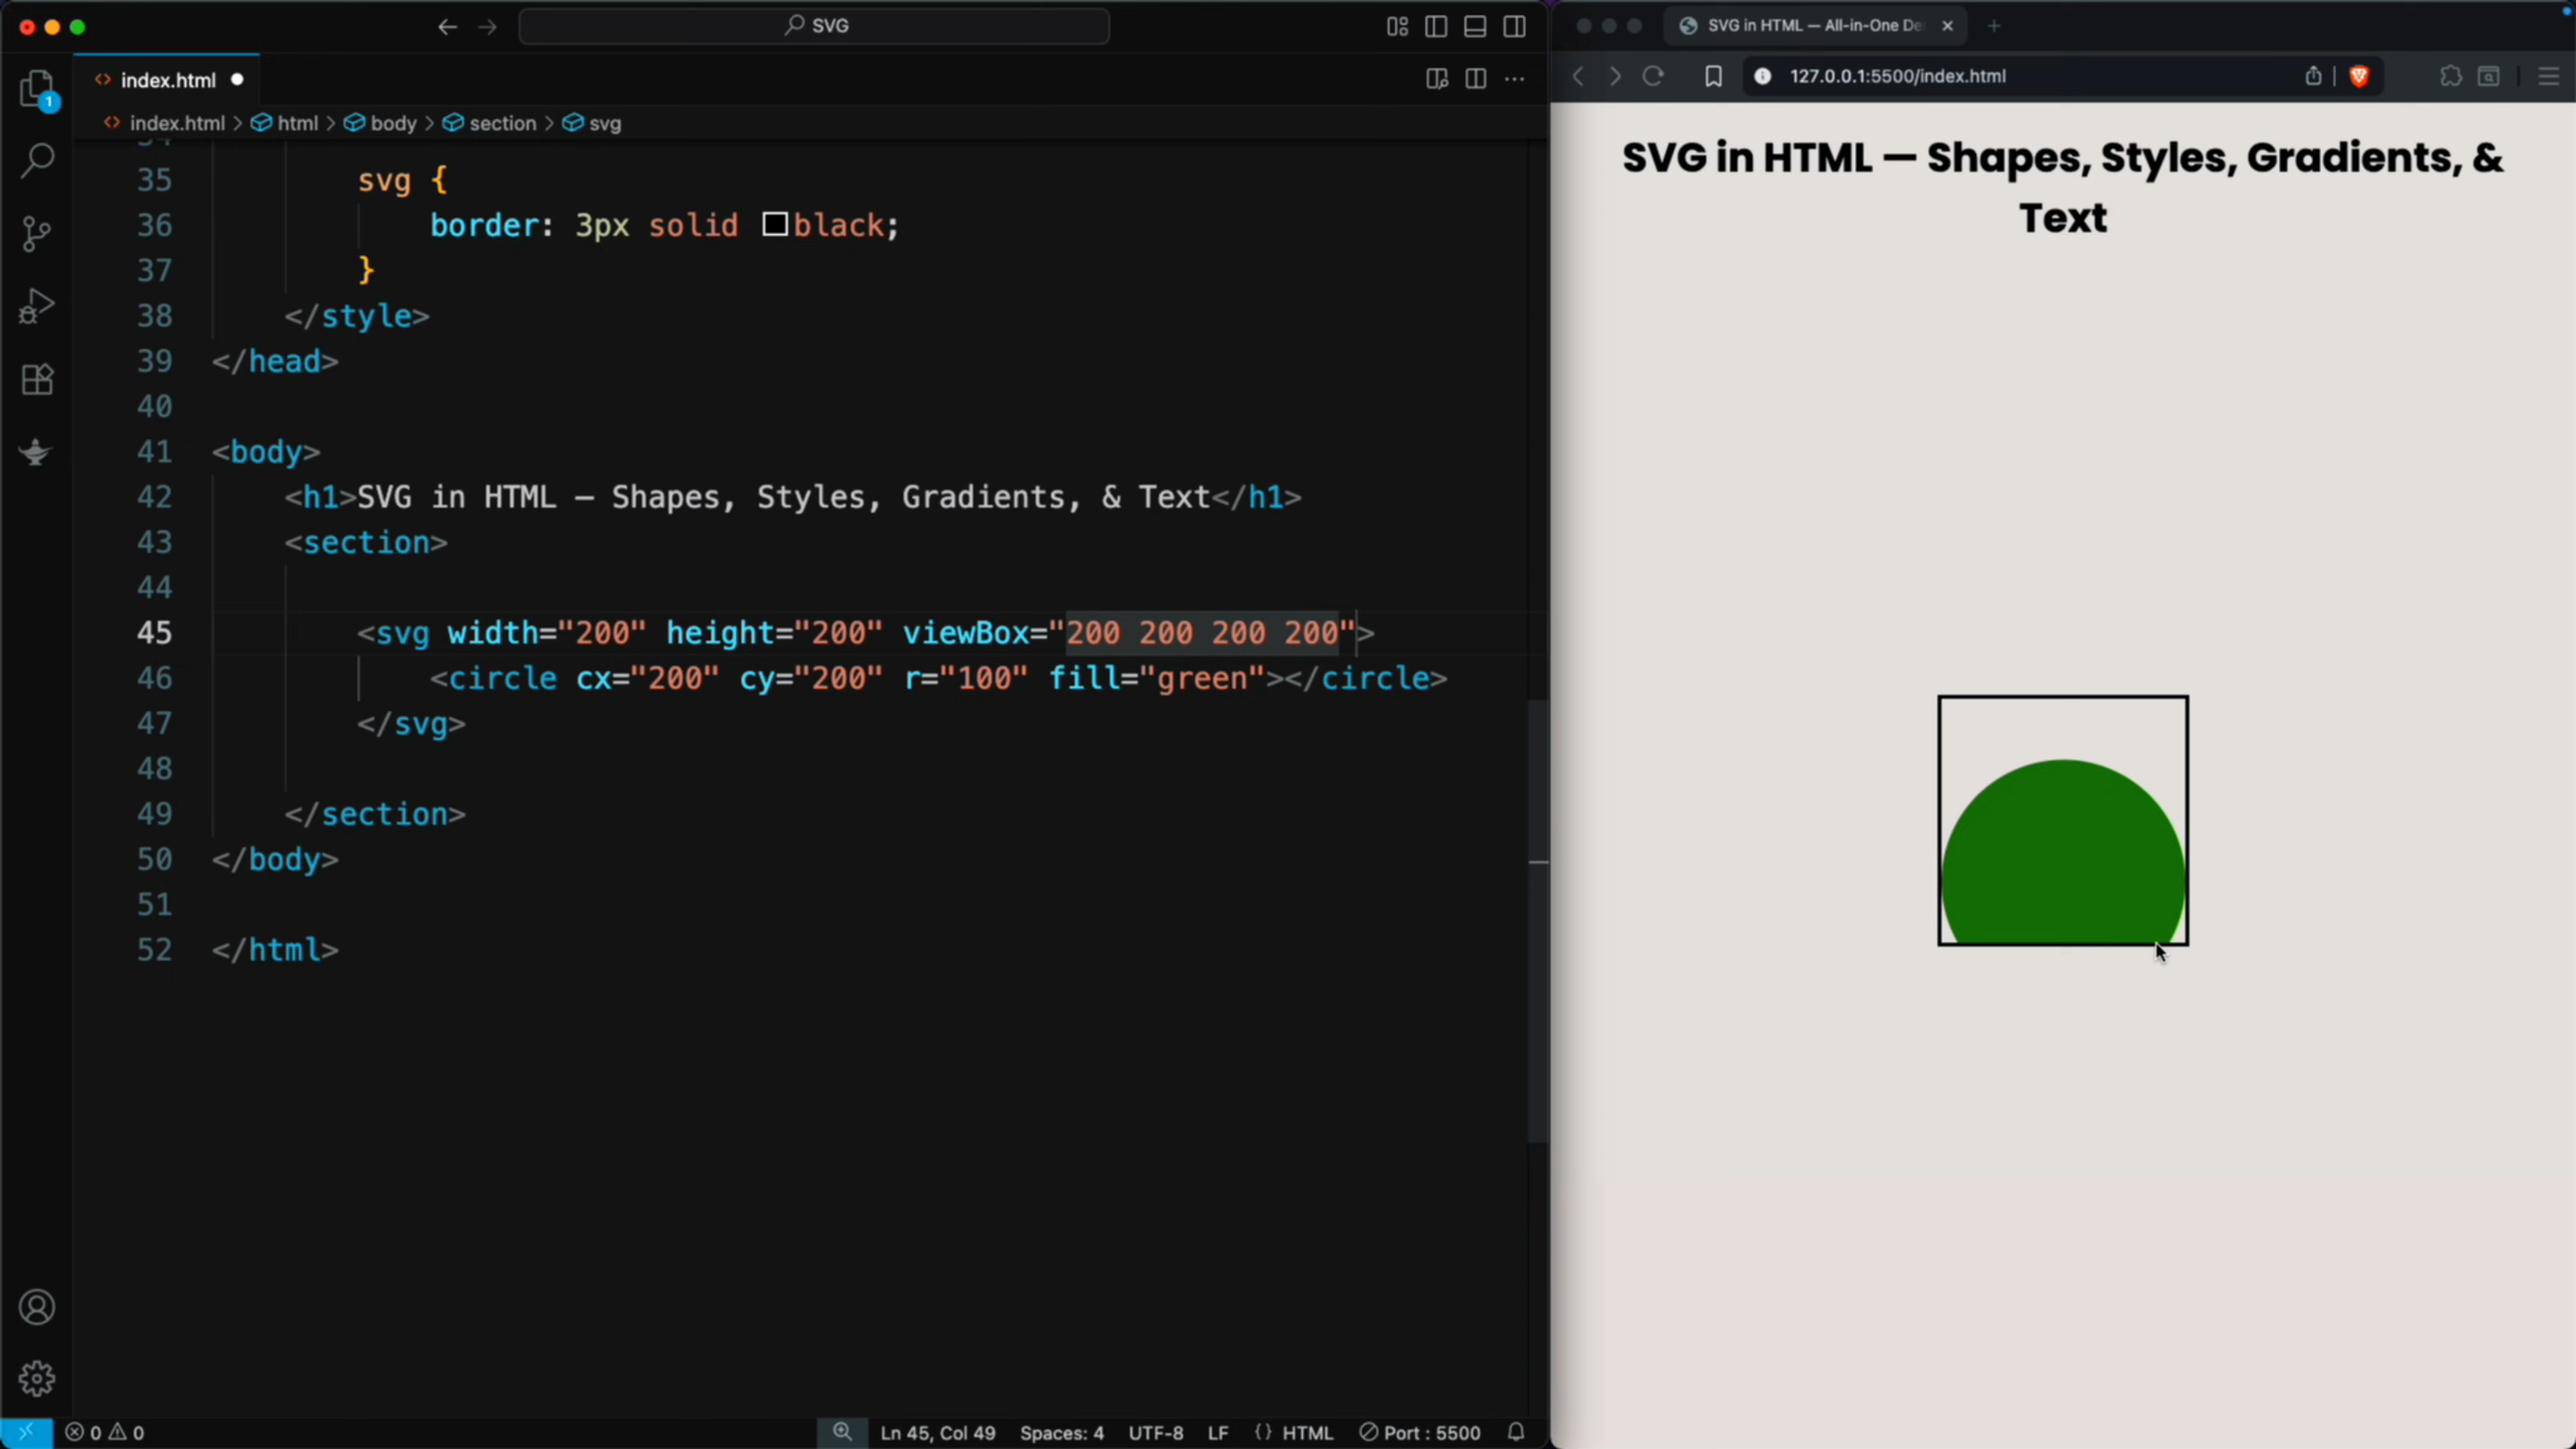 SVG
index.html
1
index.html > html > body > section > svg
35 svg {
36 border: 3px solid black;
37 }
38 </style>
39 </head>
40
41 <body>
42 <h1>SVG in HTML — Shapes, Styles, Gradients, & Text</h1>
43 <section>
44
45 <svg width="200" height="200" viewBox="200 200 200 200">
46 <circle cx="200" cy="200" r="100" fill="green"></circle>
47 </svg>
48
49 </section>
50 </body>
51
52 </html>
0 0
Ln 45, Col 49 Spaces: 4 UTF-8 LF {} HTML Port : 5500
SVG in HTML — All-in-One De
127.0.0.1:5500/index.html
SVG in HTML — Shapes, Styles, Gradients, &
Text